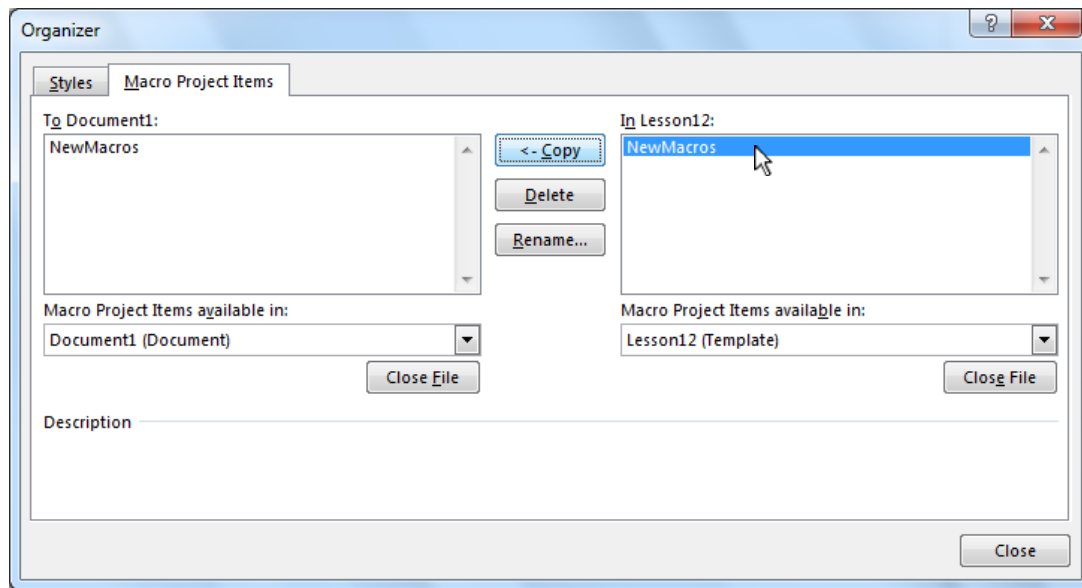 Organizer
Styles
Macro Project Items
To Document1:
NewMacros
<- Copy
Delete
Rename...
In Lesson12:
NewMacros
Macro Project Items available in:
Document1 (Document)
Close File
Macro Project Items available in:
Lesson12 (Template)
Close File
Description
Close